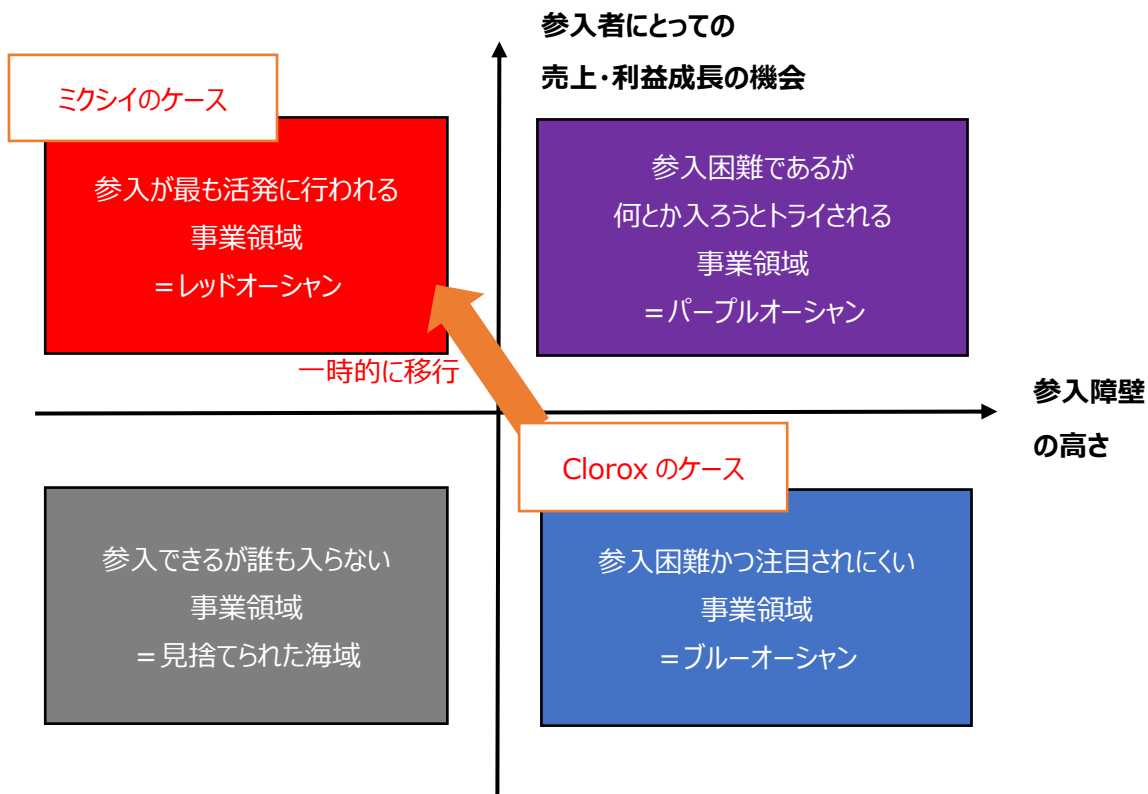 参入者にとっての
売上・利益成長の機会
ミクシイのケース
参入が最も活発に行われる
事業領域
＝レッドオーシャン
参入困難であるが
何とか入ろうとトライされる
事業領域
＝パープルオーシャン
一時的に移行
参入障壁
の高さ
Clorox のケース
参入できるが誰も入らない
事業領域
＝見捨てられた海域
参入困難かつ注目されにくい
事業領域
＝ブルーオーシャン